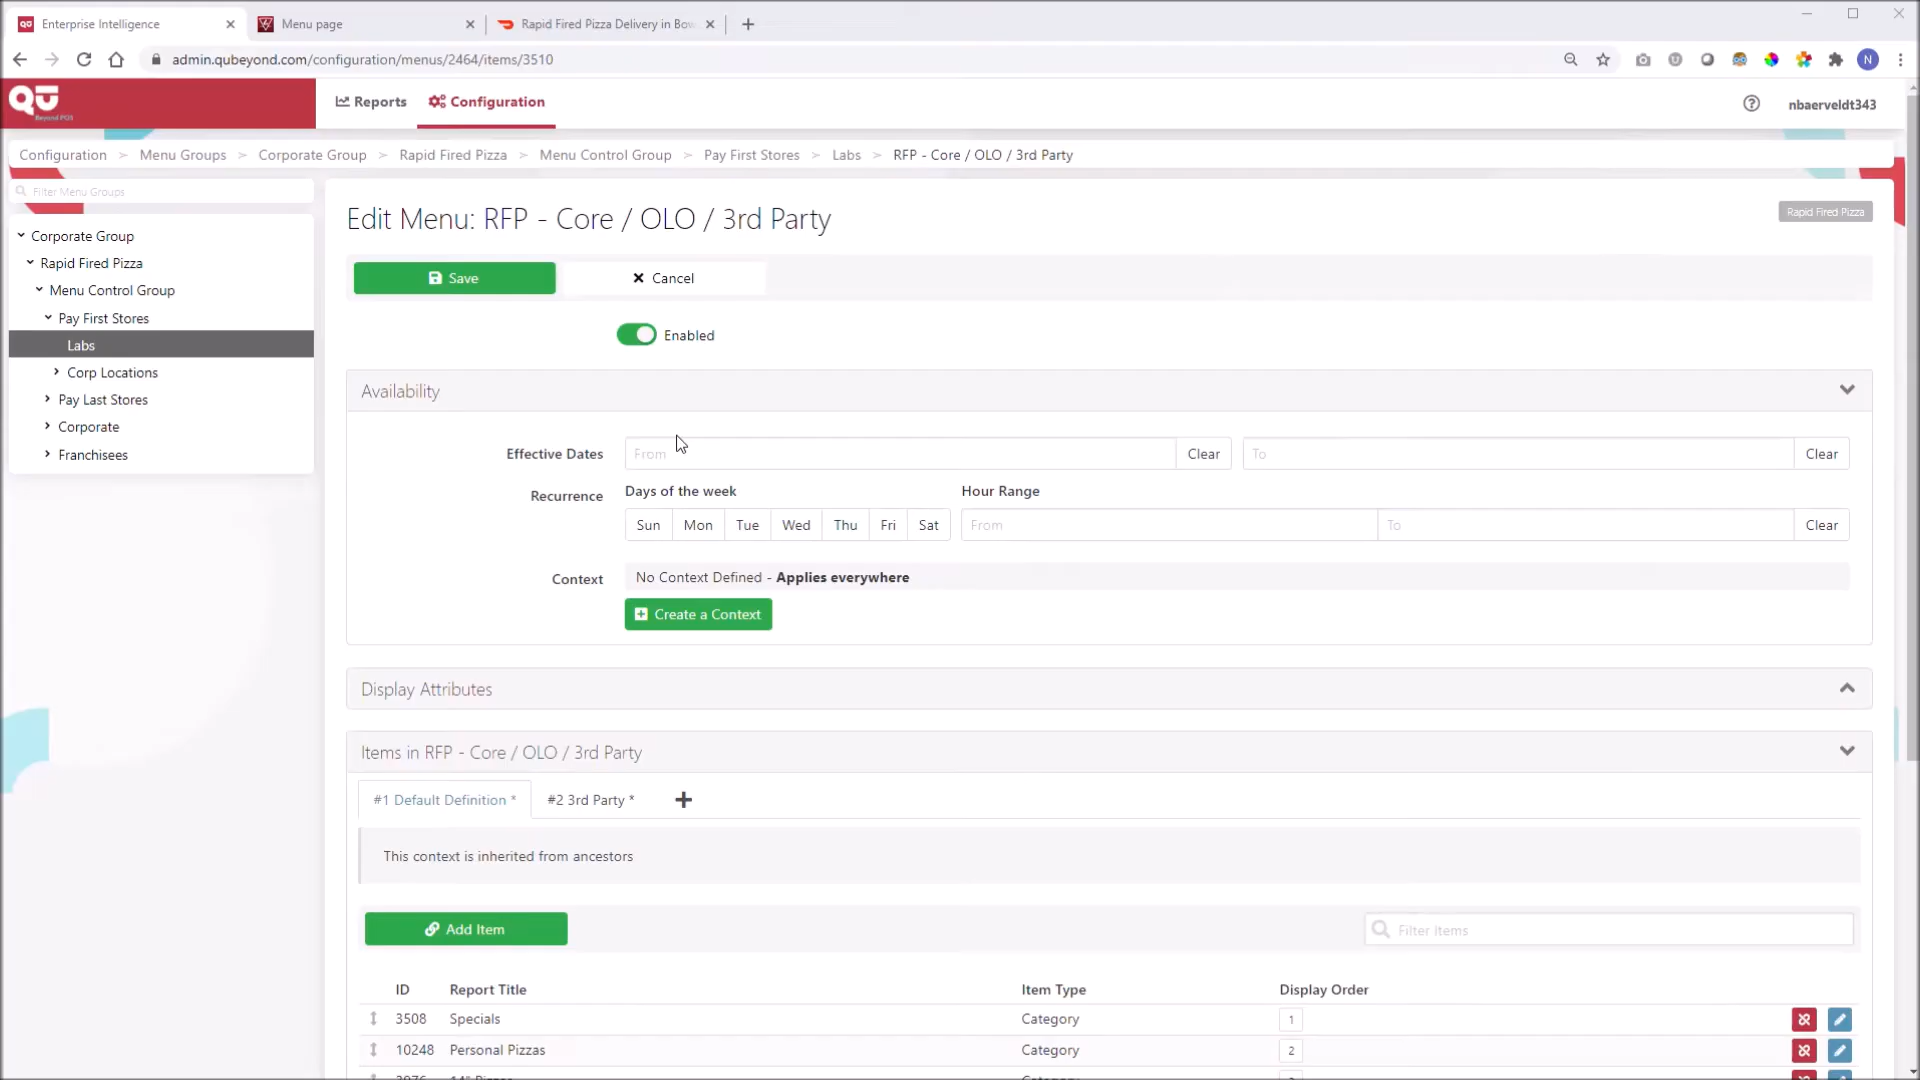 Enterprise Intelligence
Menu page
Rapid Fired Pizza Delivery in Bow
admin.qubeyond.com/configuration/menus/2464/items/3510
N
QU
Beyond POS
Reports
Configuration
nbaerveldt343
Configuration > Menu Groups > Corporate Group > Rapid Fired Pizza > Menu Control Group > Pay First Stores > Labs > RFP - Core / OLO / 3rd Party
Filter Menu Groups
Corporate Group
Rapid Fired Pizza
Menu Control Group
Pay First Stores
Labs
Corp Locations
Pay Last Stores
Corporate
Franchisees
Edit Menu: RFP - Core / OLO / 3rd Party
Rapid Fired Pizza
Save
Cancel
Enabled
Availability
Effective Dates
From
Clear
To
Clear
Recurrence
Days of the week
Hour Range
Sun Mon Tue Wed Thu Fri Sat
From
To
Clear
Context
No Context Defined - Applies everywhere
Create a Context
Display Attributes
Items in RFP - Core / OLO / 3rd Party
#1 Default Definition *
#2 3rd Party *
This context is inherited from ancestors
Add Item
Filter Items
ID Report Title Item Type Display Order
3508 Specials Category 1
10248 Personal Pizzas Category 2